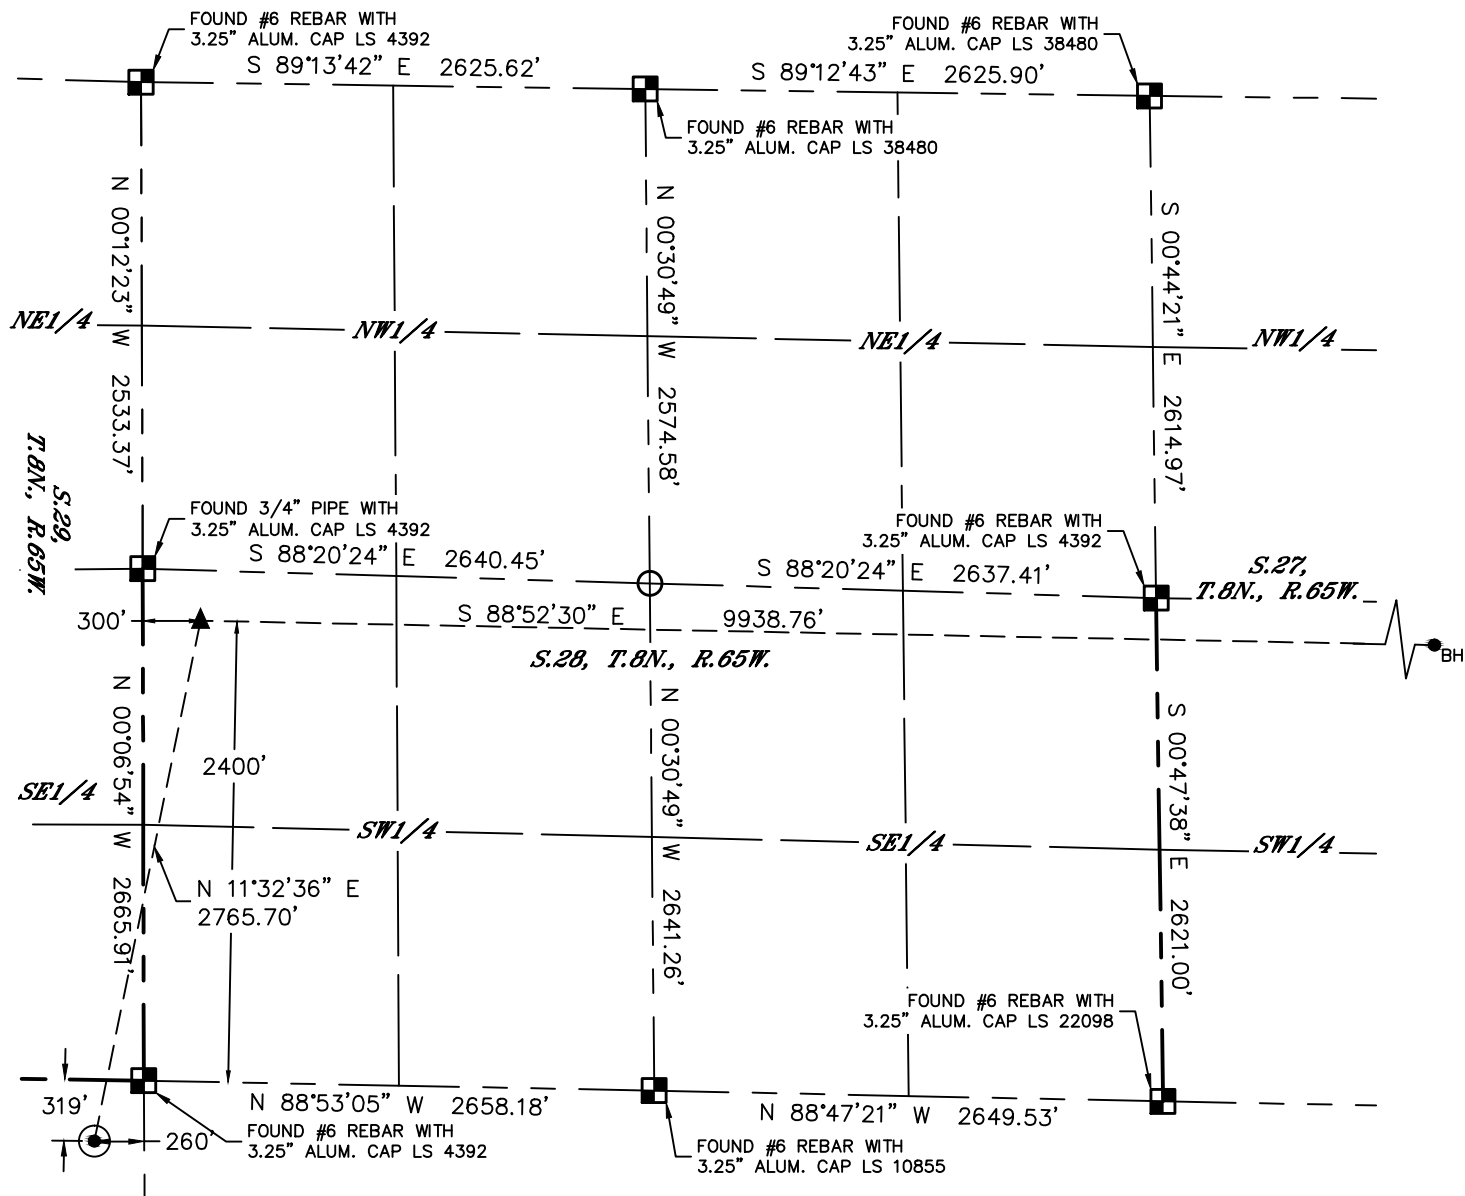 FOUND #6 REBAR WITH
3.25" ALUM. CAP LS 4392
FOUND #6 REBAR WITH
3.25" ALUM. CAP LS 38480
S 89°13'42" E 2625.62'
S 89°12'43" E 2625.90'
FOUND #6 REBAR WITH
3.25" ALUM. CAP LS 38480
N 00°12'23" W 2533.37'
N 00°30'49" W 2574.58'
S 00°44'21" E 2614.97'
NE1/4
NW1/4
NE1/4
NW1/4
S.29,
T.8N., R.65W.
FOUND 3/4" PIPE WITH
3.25" ALUM. CAP LS 4392
FOUND #6 REBAR WITH
3.25" ALUM. CAP LS 4392
S 88°20'24" E 2640.45'
S 88°20'24" E 2637.41'
S.27,
T.8N., R.65W.
300'
S 88°52'30" E 9938.76'
BH
S.28, T.8N., R.65W.
N 00°06'54" W 2665.91'
N 00°30'49" W 2641.26'
S 00°47'38" E 2621.00'
2400'
SE1/4
SW1/4
SE1/4
SW1/4
N 11°32'36" E
2765.70'
FOUND #6 REBAR WITH
3.25" ALUM. CAP LS 22098
319'
N 88°53'05" W 2658.18'
N 88°47'21" W 2649.53'
260'
FOUND #6 REBAR WITH
3.25" ALUM. CAP LS 4392
FOUND #6 REBAR WITH
3.25" ALUM. CAP LS 10855